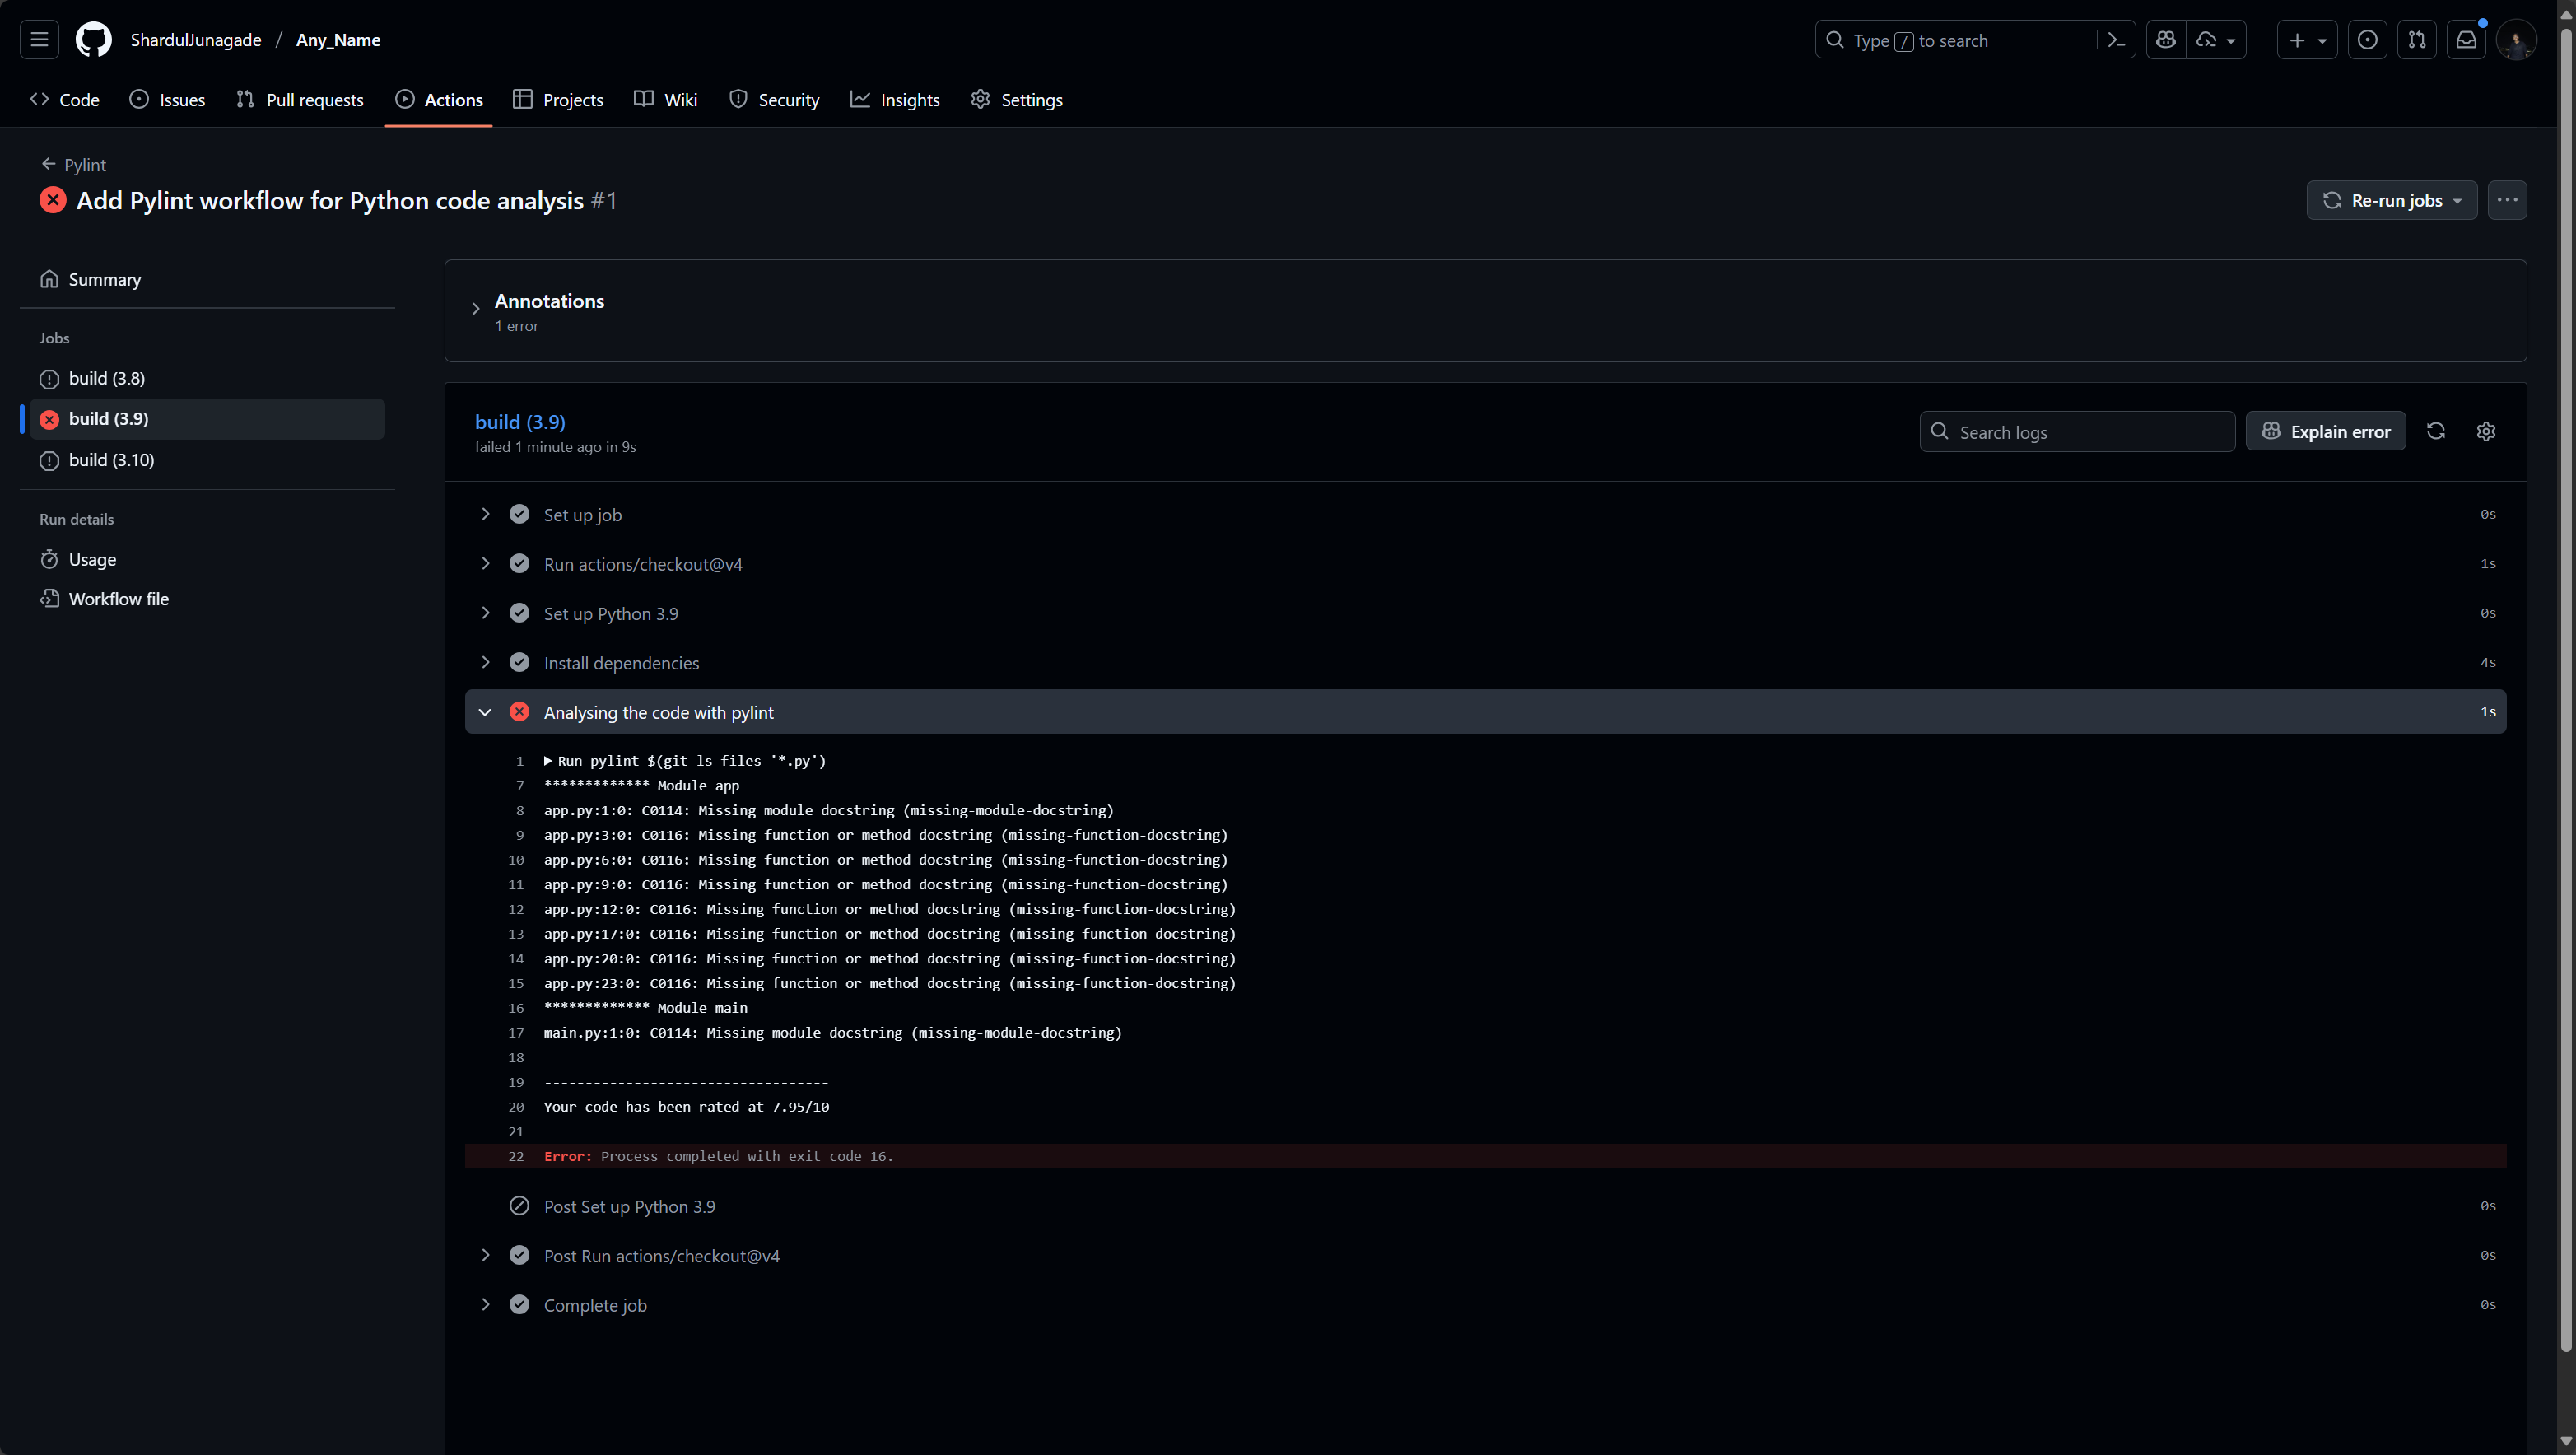 ShardulJunagade / Any_Name
Type / to search
Code Issues Pull requests Actions Projects Wiki Security Insights Settings
Pylint
Add Pylint workflow for Python code analysis #1
Re-run jobs
Summary
Jobs
build (3.8)
build (3.9)
build (3.10)
Run details
Usage
Workflow file
Annotations
1 error
build (3.9)
failed 1 minute ago in 9s
Search logs
Explain error
Set up job 0s
Run actions/checkout@v4 1s
Set up Python 3.9 0s
Install dependencies 4s
Analysing the code with pylint 1s
1 Run pylint $(git ls-files '*.py')
7 ************* Module app
8 app.py:1:0: C0114: Missing module docstring (missing-module-docstring)
9 app.py:3:0: C0116: Missing function or method docstring (missing-function-docstring)
10 app.py:6:0: C0116: Missing function or method docstring (missing-function-docstring)
11 app.py:9:0: C0116: Missing function or method docstring (missing-function-docstring)
12 app.py:12:0: C0116: Missing function or method docstring (missing-function-docstring)
13 app.py:17:0: C0116: Missing function or method docstring (missing-function-docstring)
14 app.py:20:0: C0116: Missing function or method docstring (missing-function-docstring)
15 app.py:23:0: C0116: Missing function or method docstring (missing-function-docstring)
16 ************* Module main
17 main.py:1:0: C0114: Missing module docstring (missing-module-docstring)
18
19 -----------------------------------
20 Your code has been rated at 7.95/10
21
22 Error: Process completed with exit code 16.
Post Set up Python 3.9 0s
Post Run actions/checkout@v4 0s
Complete job 0s